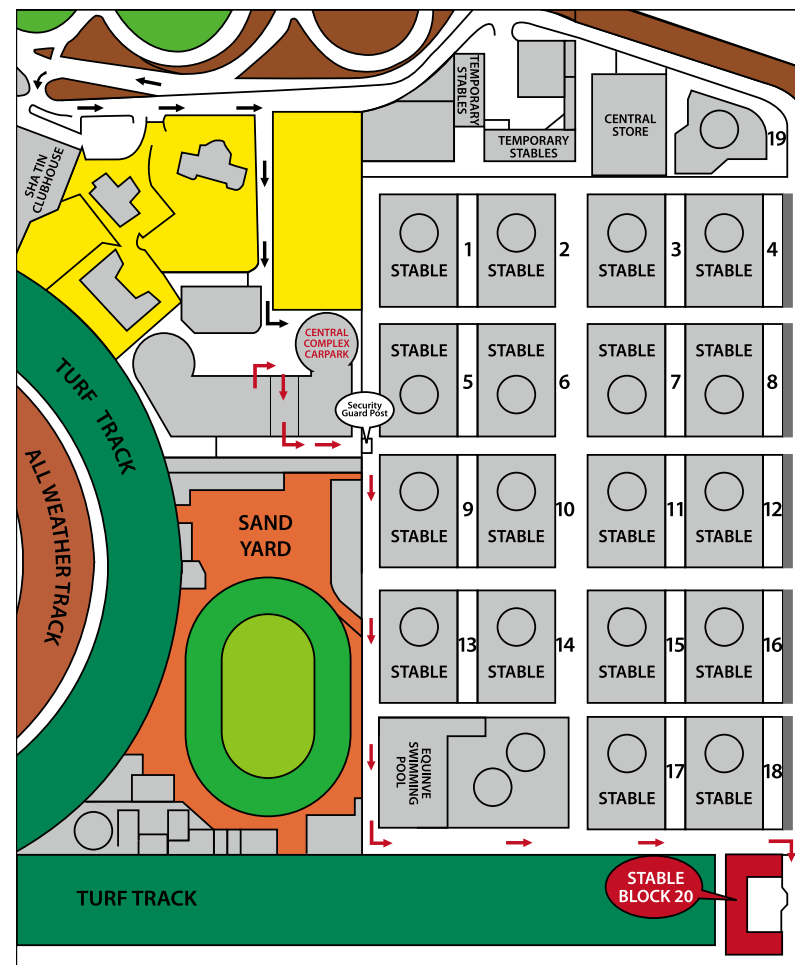 TEMPORARY
STABLES
TEMPORARY
STABLES
CENTRAL
STORE
19
SHA TIN
CLUBHOUSE
STABLE
1
STABLE
2
STABLE
3
STABLE
4
CENTRAL
COMPLEX
CARPARK
STABLE
5
STABLE
6
STABLE
7
STABLE
8
Security
Guard Post
TURF TRACK
ALL WEATHER TRACK
SAND
YARD
STABLE
9
STABLE
10
STABLE
11
STABLE
12
STABLE
13
STABLE
14
STABLE
15
STABLE
16
EQUINVE
SWIMMING
POOL
STABLE
17
STABLE
18
TURF TRACK
STABLE
BLOCK 20